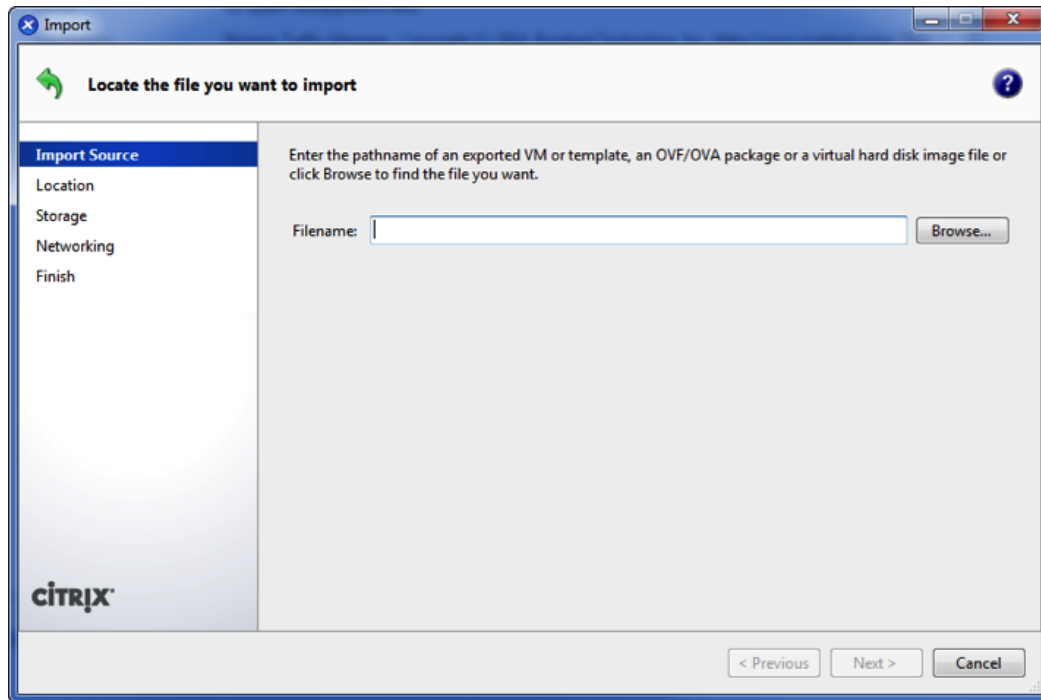 Import
Locate the file you want to import
Import Source
Location
Storage
Networking
Finish
Enter the pathname of an exported VM or template, an OVF/OVA package or a virtual hard disk image file or
click Browse to find the file you want.
Filename:
Browse...
CİTRIX
< Previous
Next >
Cancel